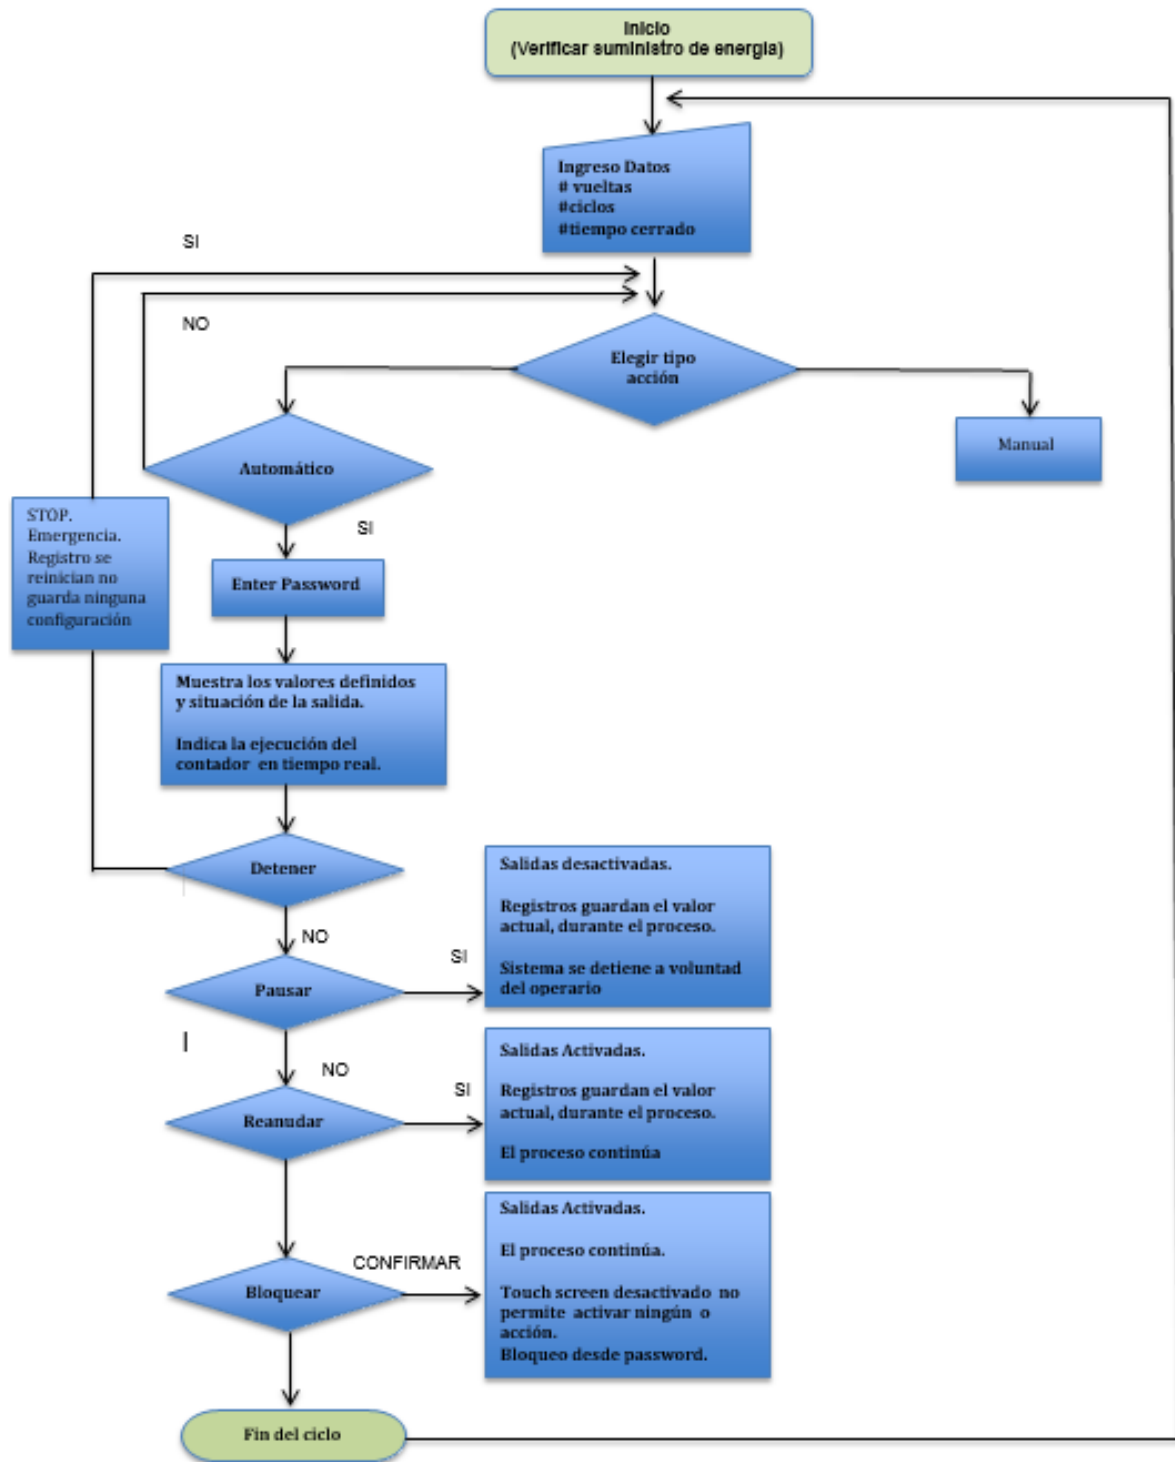 Inicio
(Verificar suministro de energia)
Ingreso Datos
# vueltas
#ciclos
#tiempo cerrado
SI
NO
Elegir tipo
acción
Automático
Manual
SI
STOP.
Emergencia.
Registro se
reinician no
guarda ninguna
configuración
Enter Password
Muestra los valores definidos
y situación de la salida.
Indica la ejecución del
contador en tiempo real.
Detener
NO
Salidas desactivadas.
Registros guardan el valor
actual, durante el proceso.
Sistema se detiene a voluntad
del operario
SI
Pausar
NO
Salidas Activadas.
Registros guardan el valor
actual, durante el proceso.
El proceso continúa
SI
Reanudar
CONFIRMAR
Bloquear
Salidas Activadas.
El proceso continúa.
Touch screen desactivado no
permite activar ningún o
acción.
Bloqueo desde password.
Fin del ciclo